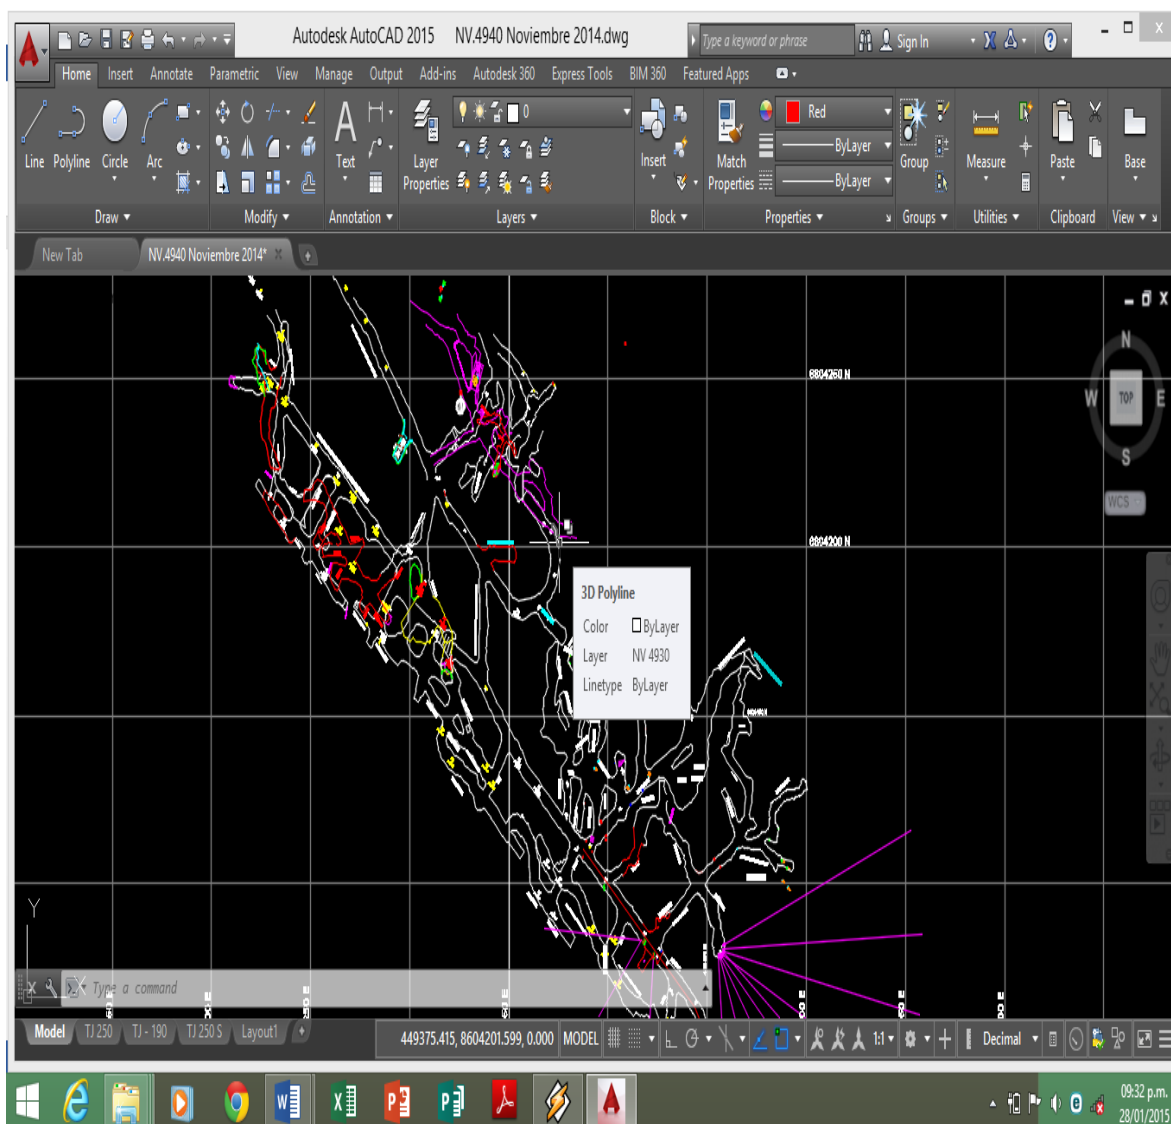 Autodesk AutoCAD 2015 NV.4940 Noviembre 2014.dwg
Type a keyword or phrase
Sign In
Home Insert Annotate Parametric View Manage Output Add-ins Autodesk 360 Express Tools BIM 360 Featured Apps
0
Red
ByLayer
ByLayer
Line Polyline Circle Arc
Text
Layer Properties
Insert
Match Properties
Group
Measure
Paste
Base
Draw Modify Annotation Layers Block Properties Groups Utilities Clipboard View
New Tab NV.4940 Noviembre 2014*
N
W TOP E
S
WCS
8604200 N
3D Polyline
Color ByLayer
Layer NV 4930
Linetype ByLayer
Y
X
Type a command
Model TJ 250 TJ - 190 TJ 250 S Layout1
449375.415, 8604201.599, 0.000 MODEL 1:1 Decimal
09:32 p.m.
28/01/2015